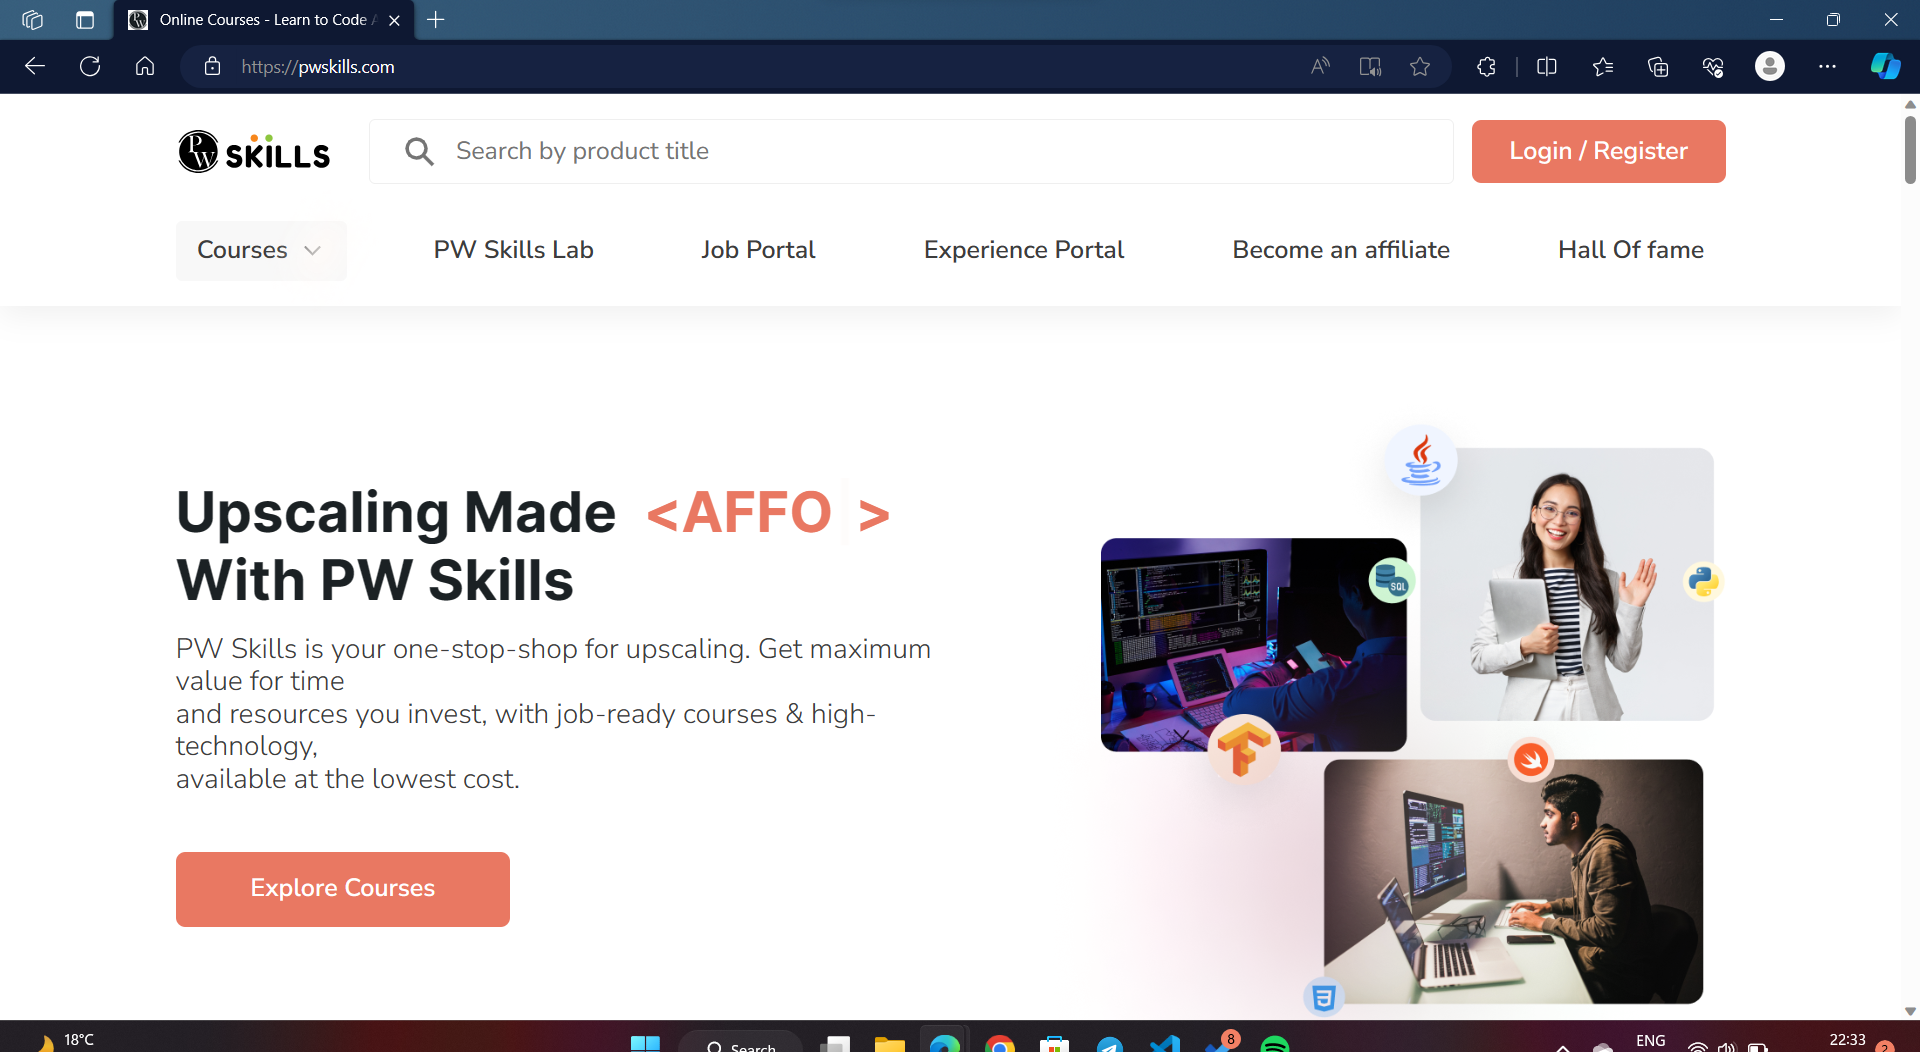 Online Courses - Learn to Code
https://pwskills.com
PW SKILLS
Search by product title
Login / Register
Courses
PW Skills Lab
Job Portal
Experience Portal
Become an affiliate
Hall Of fame
Upscaling Made <AFFO >
With PW Skills
PW Skills is your one-stop-shop for upscaling. Get maximum
value for time
and resources you invest, with job-ready courses & high-
technology,
available at the lowest cost.
Explore Courses
SQL
18°C
Search
8
ENG
22:33
2